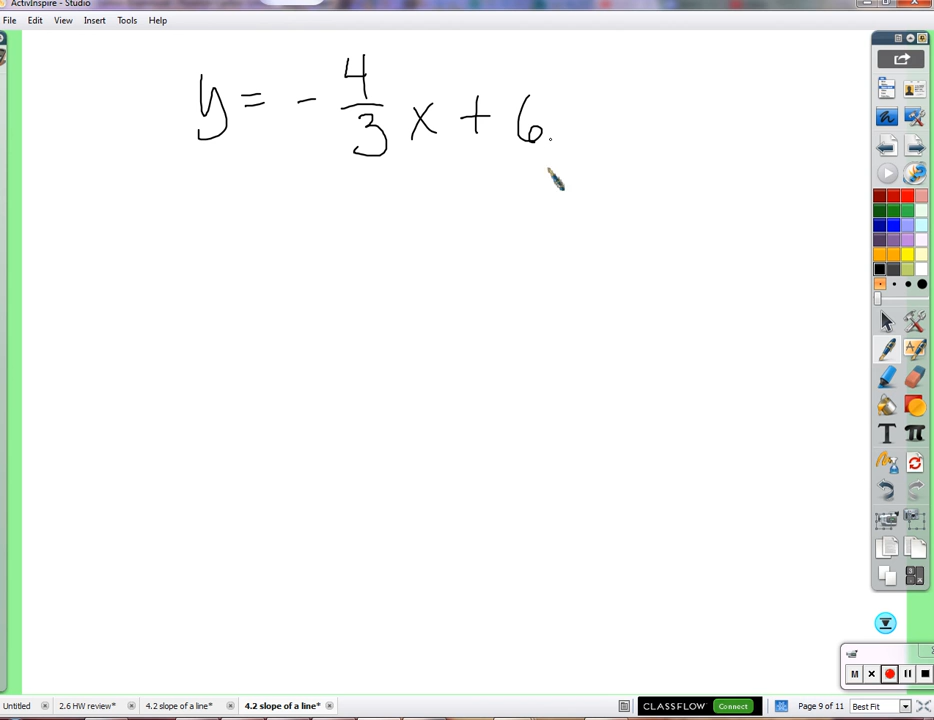 ActivInspire - Studio
File Edit View Insert Tools Help
y = - 4/3 x + 6.
T π
M
Untitled 2.6 HW review* 4.2 slope of a line* 4.2 slope of a line* CLASSFLOW Connect Page 9 of 11 Best Fit